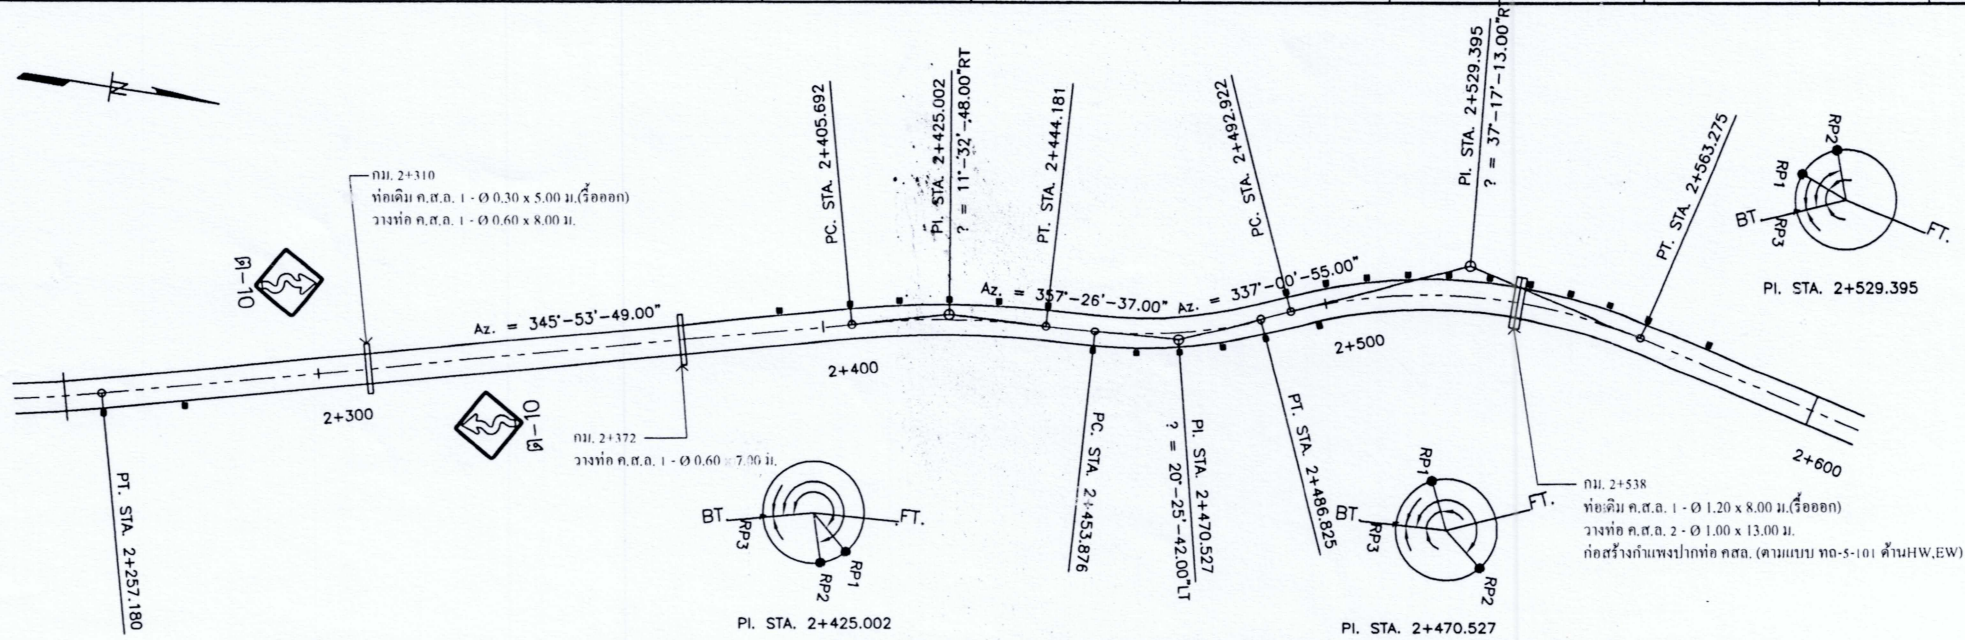 N
กม. 2+310
ท่อเดิม ค.ส.ล. 1 - Ø 0.30 x 5.00 ม.(รื้อออก)
วางท่อ ค.ส.ล. 1 - Ø 0.60 x 8.00 ม.
ต-10
Az. = 345°-53'-49.00"
2+300
PT. STA. 2+257.180
ต-10
กม. 2+372
วางท่อ ค.ส.ล. 1 - Ø 0.60 x 7.00 ม.
PC. STA. 2+405.692
PI. STA. 2+425.002
? = 11°-32'-48.00"RT
PT. STA. 2+444.181
2+400
Az. = 357°-26'-37.00"
Az. = 337°-00'-55.00"
PC. STA. 2+453.876
PI. STA. 2+470.527
? = 20°-25'-42.00"LT
PT. STA. 2+486.825
PC. STA. 2+492.922
PI. STA. 2+529.395
? = 37°-17'-13.00"R
PT. STA. 2+563.275
2+500
2+600
BT
FT.
RP1
RP2
RP3
PI. STA. 2+425.002
BT
FT.
RP1
RP2
RP3
PI. STA. 2+470.527
BT
FT.
RP1
RP2
RP3
PI. STA. 2+529.395
กม. 2+538
ท่อเดิม ค.ส.ล. 1 - Ø 1.20 x 8.00 ม.(รื้อออก)
วางท่อ ค.ส.ล. 2 - Ø 1.00 x 13.00 ม.
ก่อสร้างกำแพงปากท่อ คสล. (ตามแบบ ทถ-5-101 ด้านHW,EW)